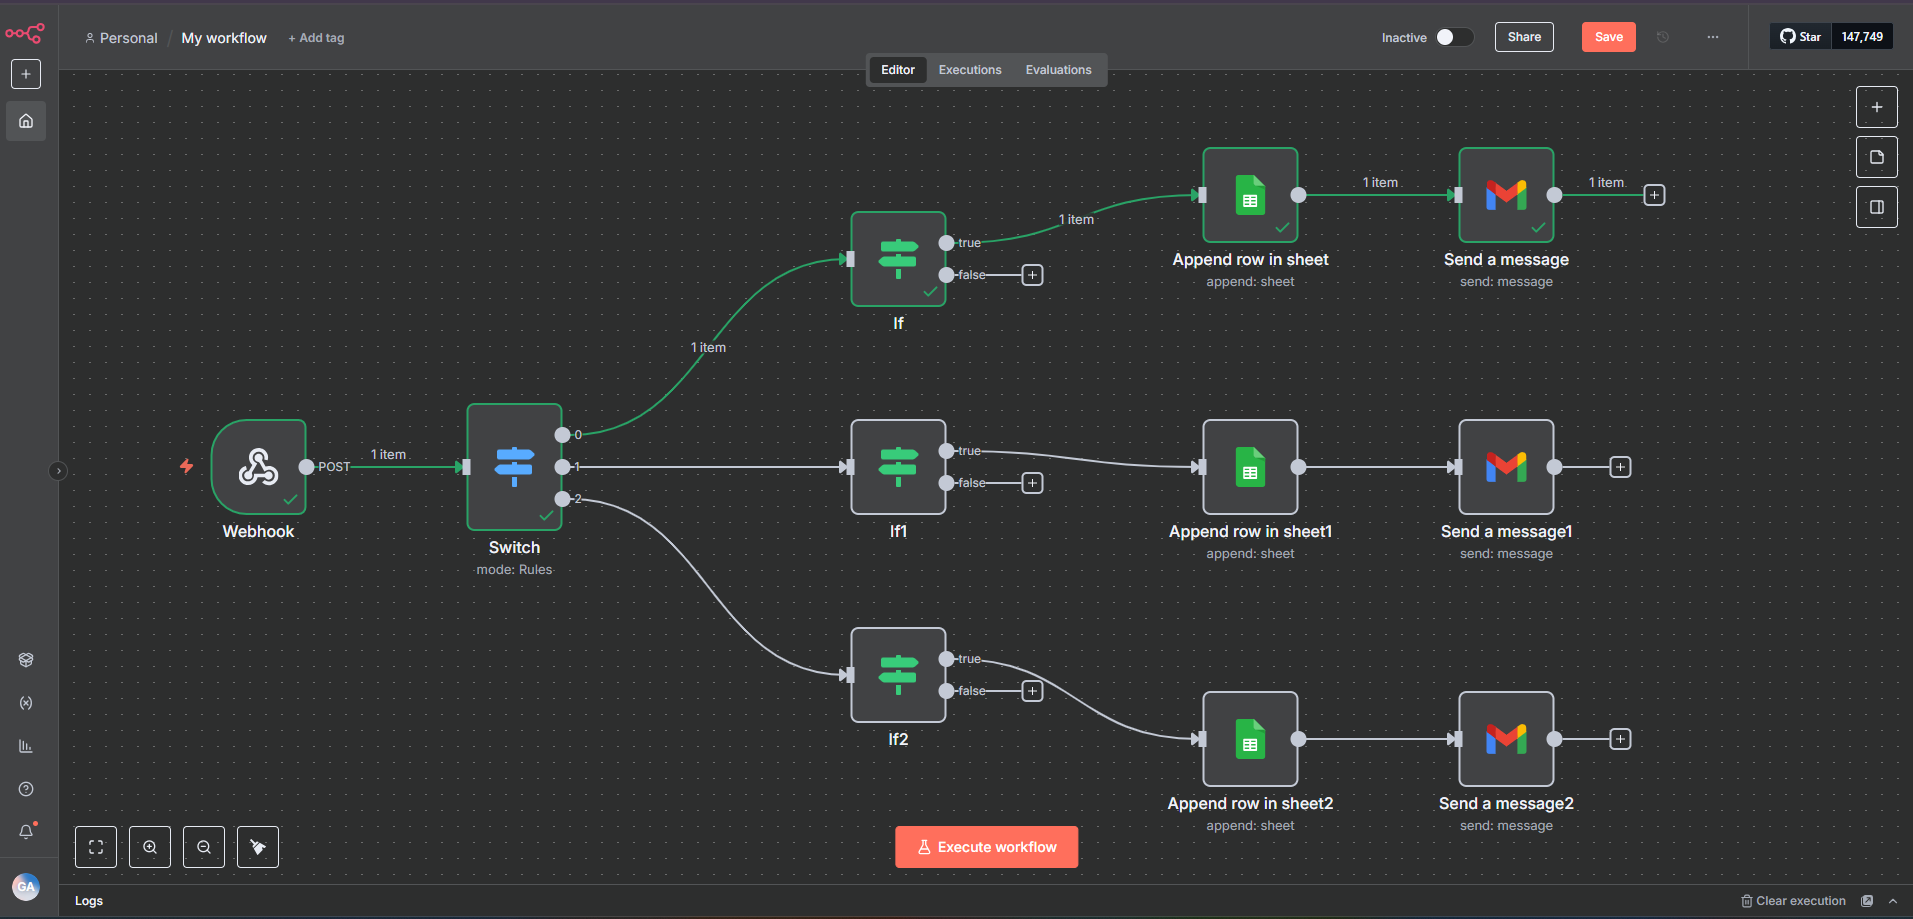 Personal / My workflow + Add tag
Inactive
Share
Save
...
Star 147,749
Editor Executions Evaluations
1 item
1 item
Append row in sheet
append: sheet
Send a message
send: message
1 item
true
false
If
1 item
POST
1 item
Webhook
0
1
2
Switch
mode: Rules
true
false
If1
Append row in sheet1
append: sheet
Send a message1
send: message
true
false
If2
Append row in sheet2
append: sheet
Send a message2
send: message
Execute workflow
GA
Logs
Clear execution